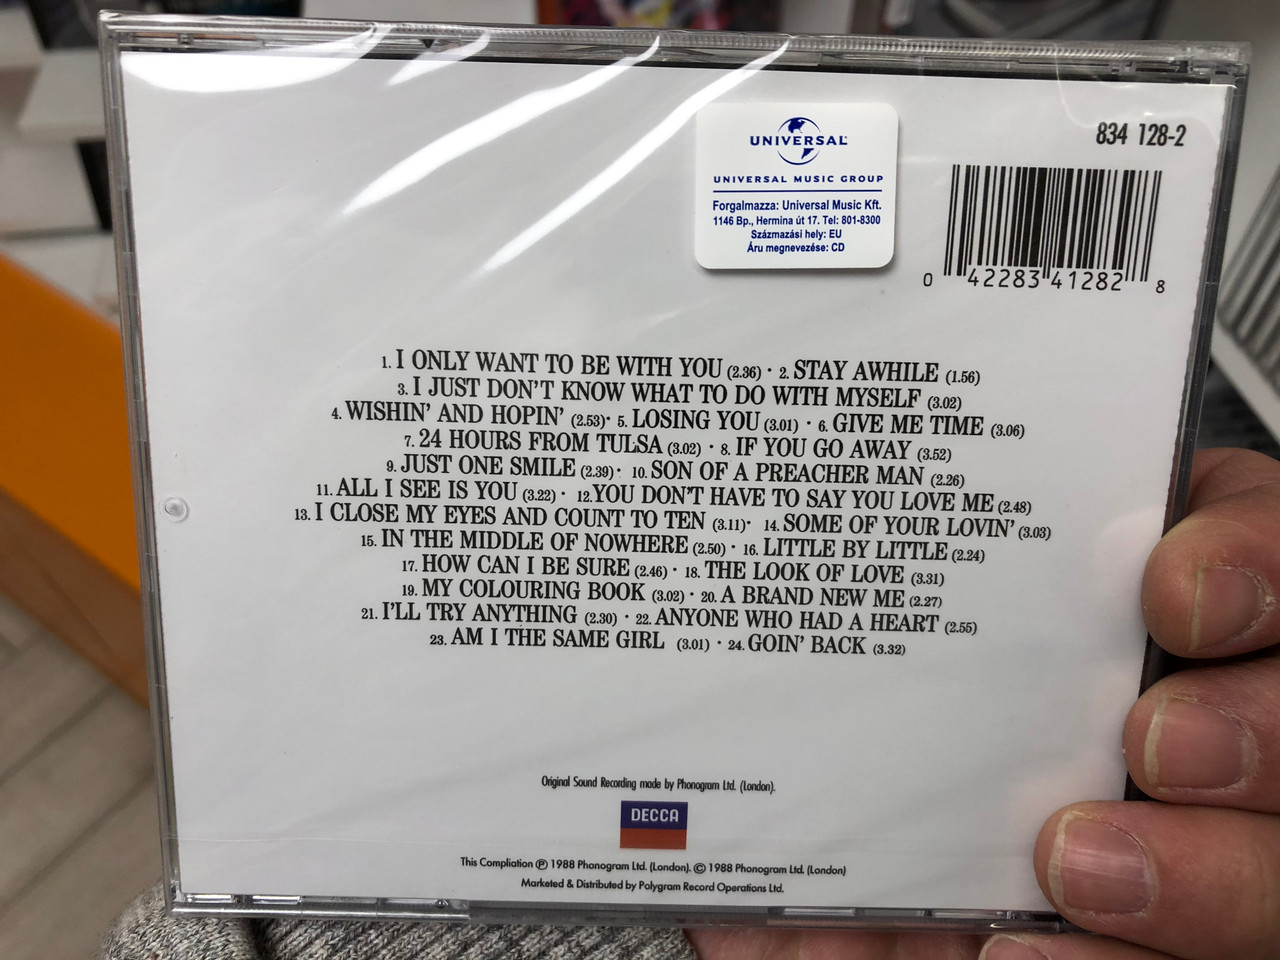 UNIVERSAL
UNIVERSAL MUSIC GROUP
Forgalmazza: Universal Music Kft.
1146 Bp., Hermina út 17. Tel: 801-8300
Százmazási hely: EU
Áru megnevezése: CD
834 128-2
0 42283 41282 8
1. I ONLY WANT TO BE WITH YOU (2.36) · 2. STAY AWHILE (1.56)
3. I JUST DON'T KNOW WHAT TO DO WITH MYSELF (3.02)
4. WISHIN' AND HOPIN' (2.53) · 5. LOSING YOU (3.01) · 6. GIVE ME TIME (3.06)
7. 24 HOURS FROM TULSA (3.02) · 8. IF YOU GO AWAY (3.52)
9. JUST ONE SMILE (2.39) · 10. SON OF A PREACHER MAN (2.26)
11. ALL I SEE IS YOU (3.22) · 12. YOU DON'T HAVE TO SAY YOU LOVE ME (2.48)
13. I CLOSE MY EYES AND COUNT TO TEN (3.11) · 14. SOME OF YOUR LOVIN' (3.03)
15. IN THE MIDDLE OF NOWHERE (2.50) · 16. LITTLE BY LITTLE (2.24)
17. HOW CAN I BE SURE (2.46) · 18. THE LOOK OF LOVE (3.31)
19. MY COLOURING BOOK (3.02) · 20. A BRAND NEW ME (2.27)
21. I'LL TRY ANYTHING (2.30) · 22. ANYONE WHO HAD A HEART (2.55)
23. AM I THE SAME GIRL (3.01) · 24. GOIN' BACK (3.32)
Original Sound Recording made by Phonogram Ltd. (London).
DECCA
This Compliation ℗ 1988 Phonogram Ltd. (London). © 1988 Phonogram Ltd. (London)
Marketed & Distributed by Polygram Record Operations Ltd.